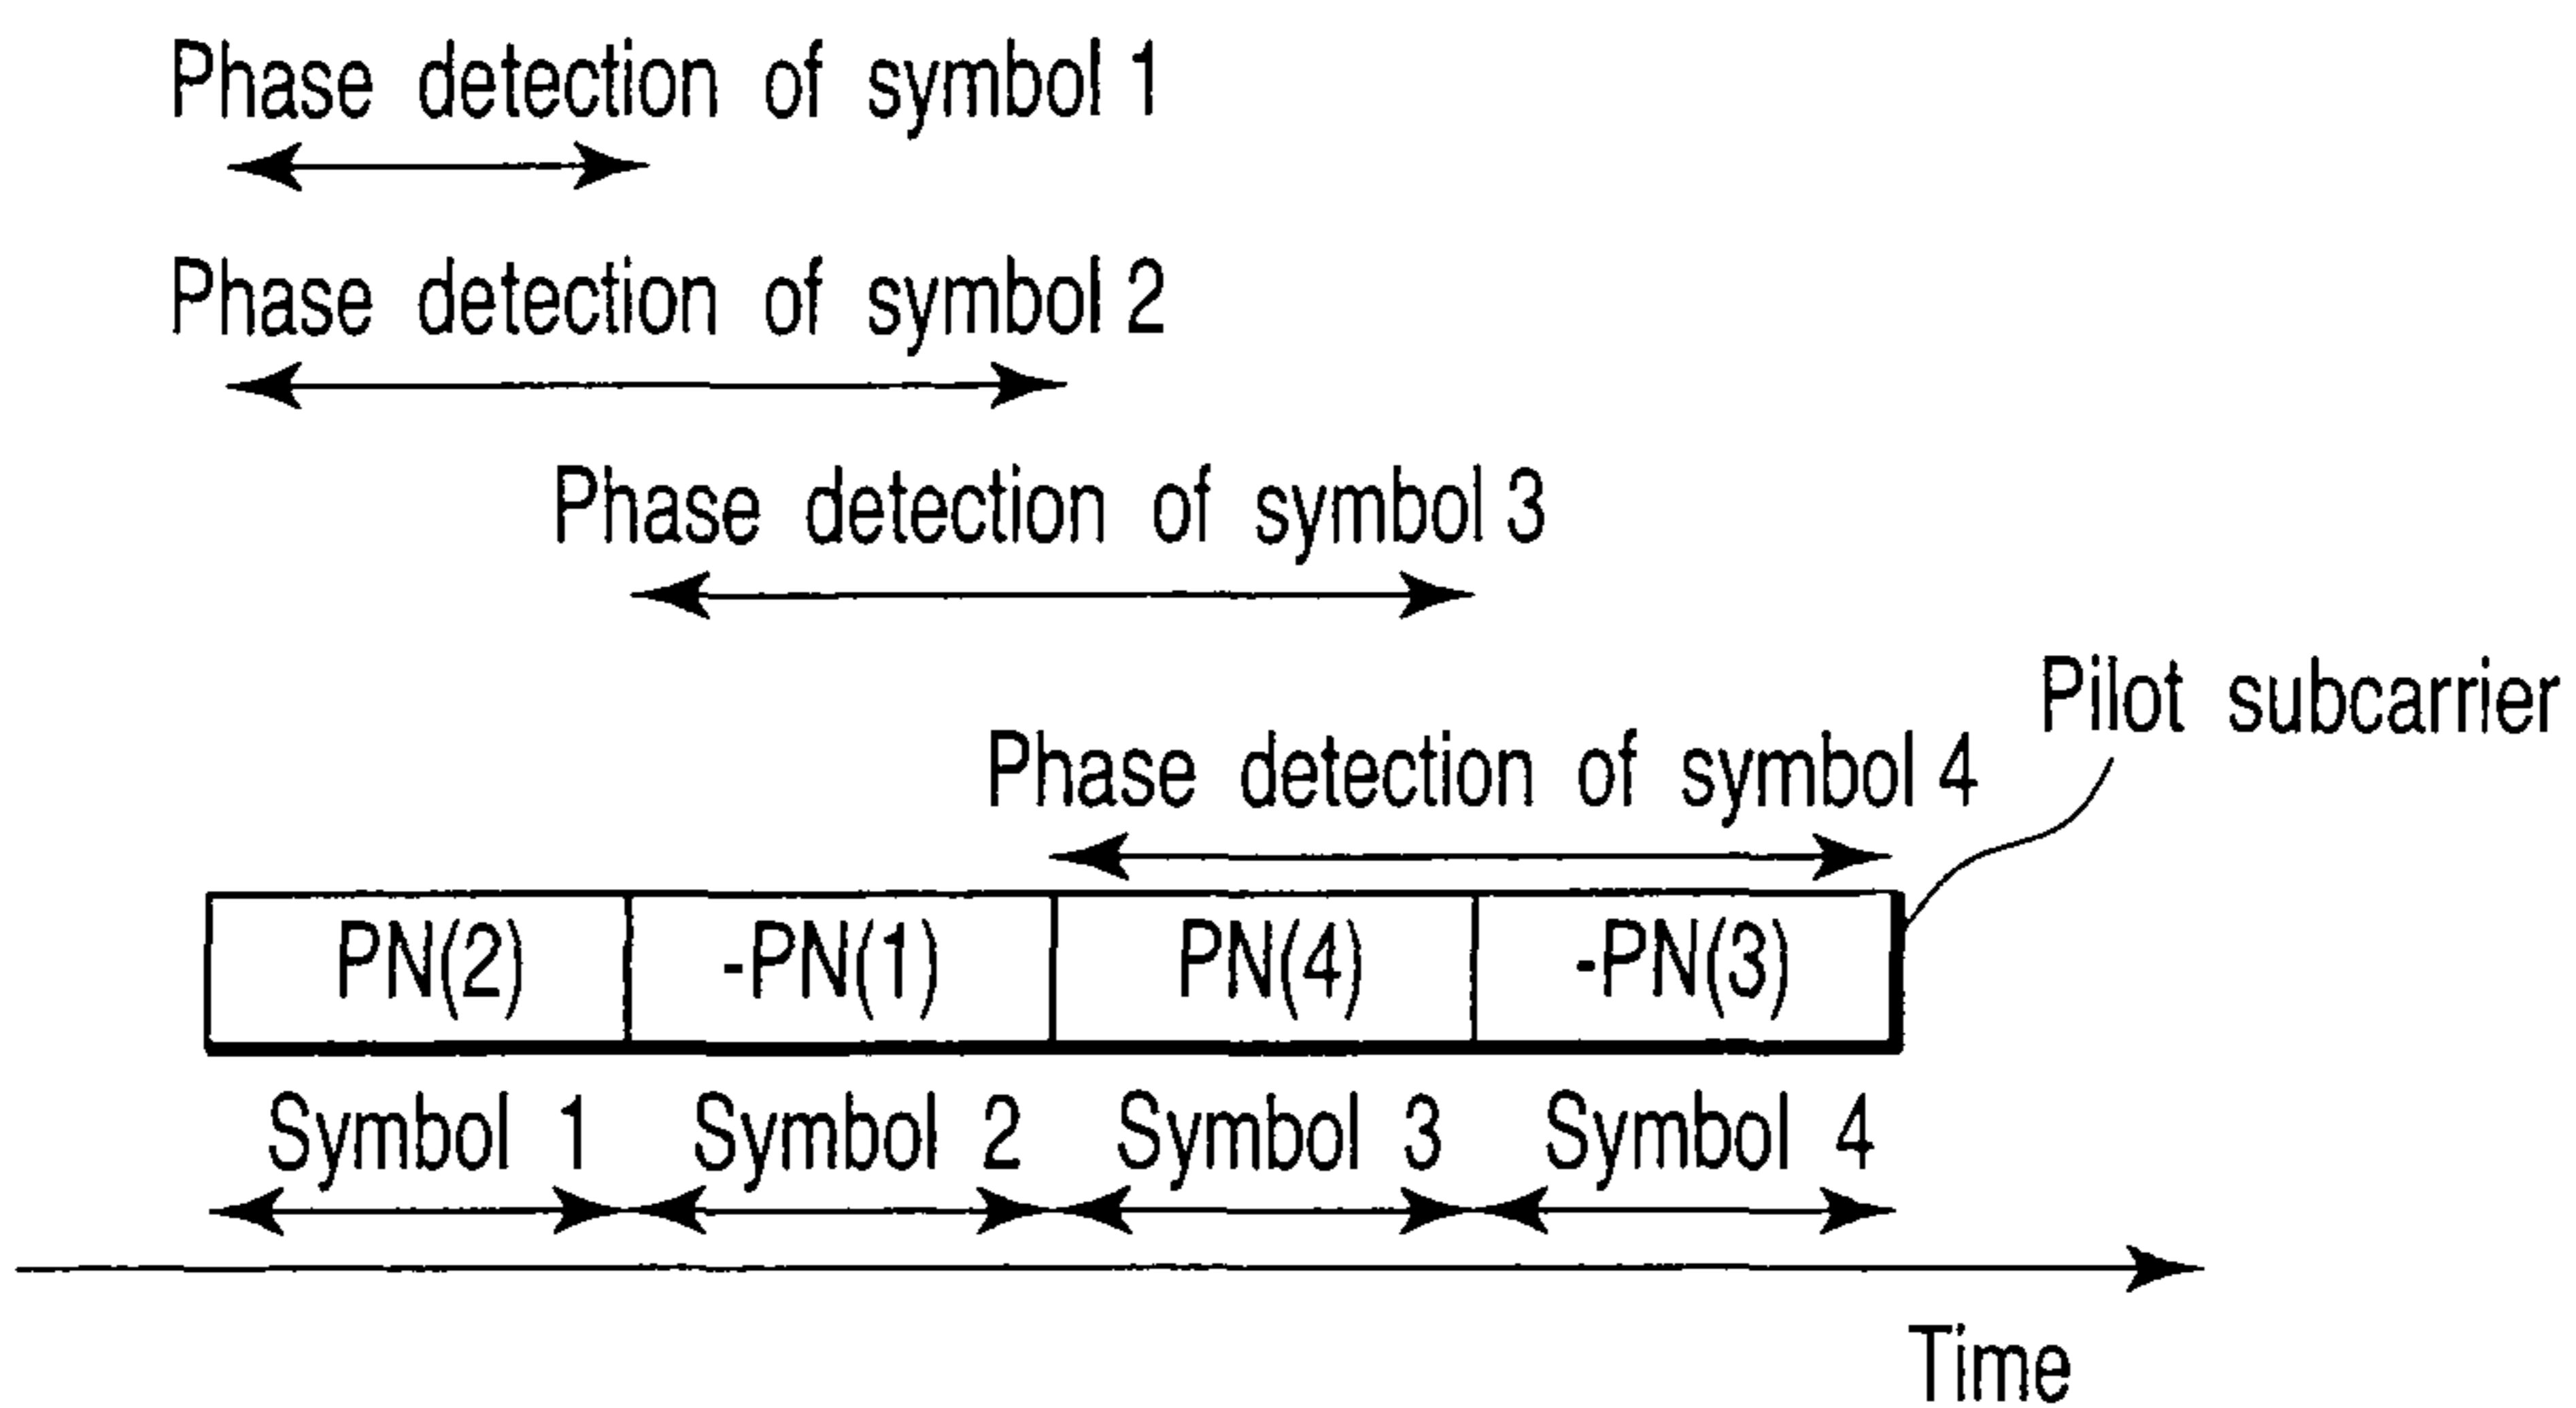 Phase detection of symbol 1
Phase detection of symbol 2
Phase detection of symbol 3
Pilot subcarrier
Phase detection of symbol 4
PN(2) -PN(1) PN(4) -PN(3)
Symbol 1 Symbol 2 Symbol 3 Symbol 4
Time